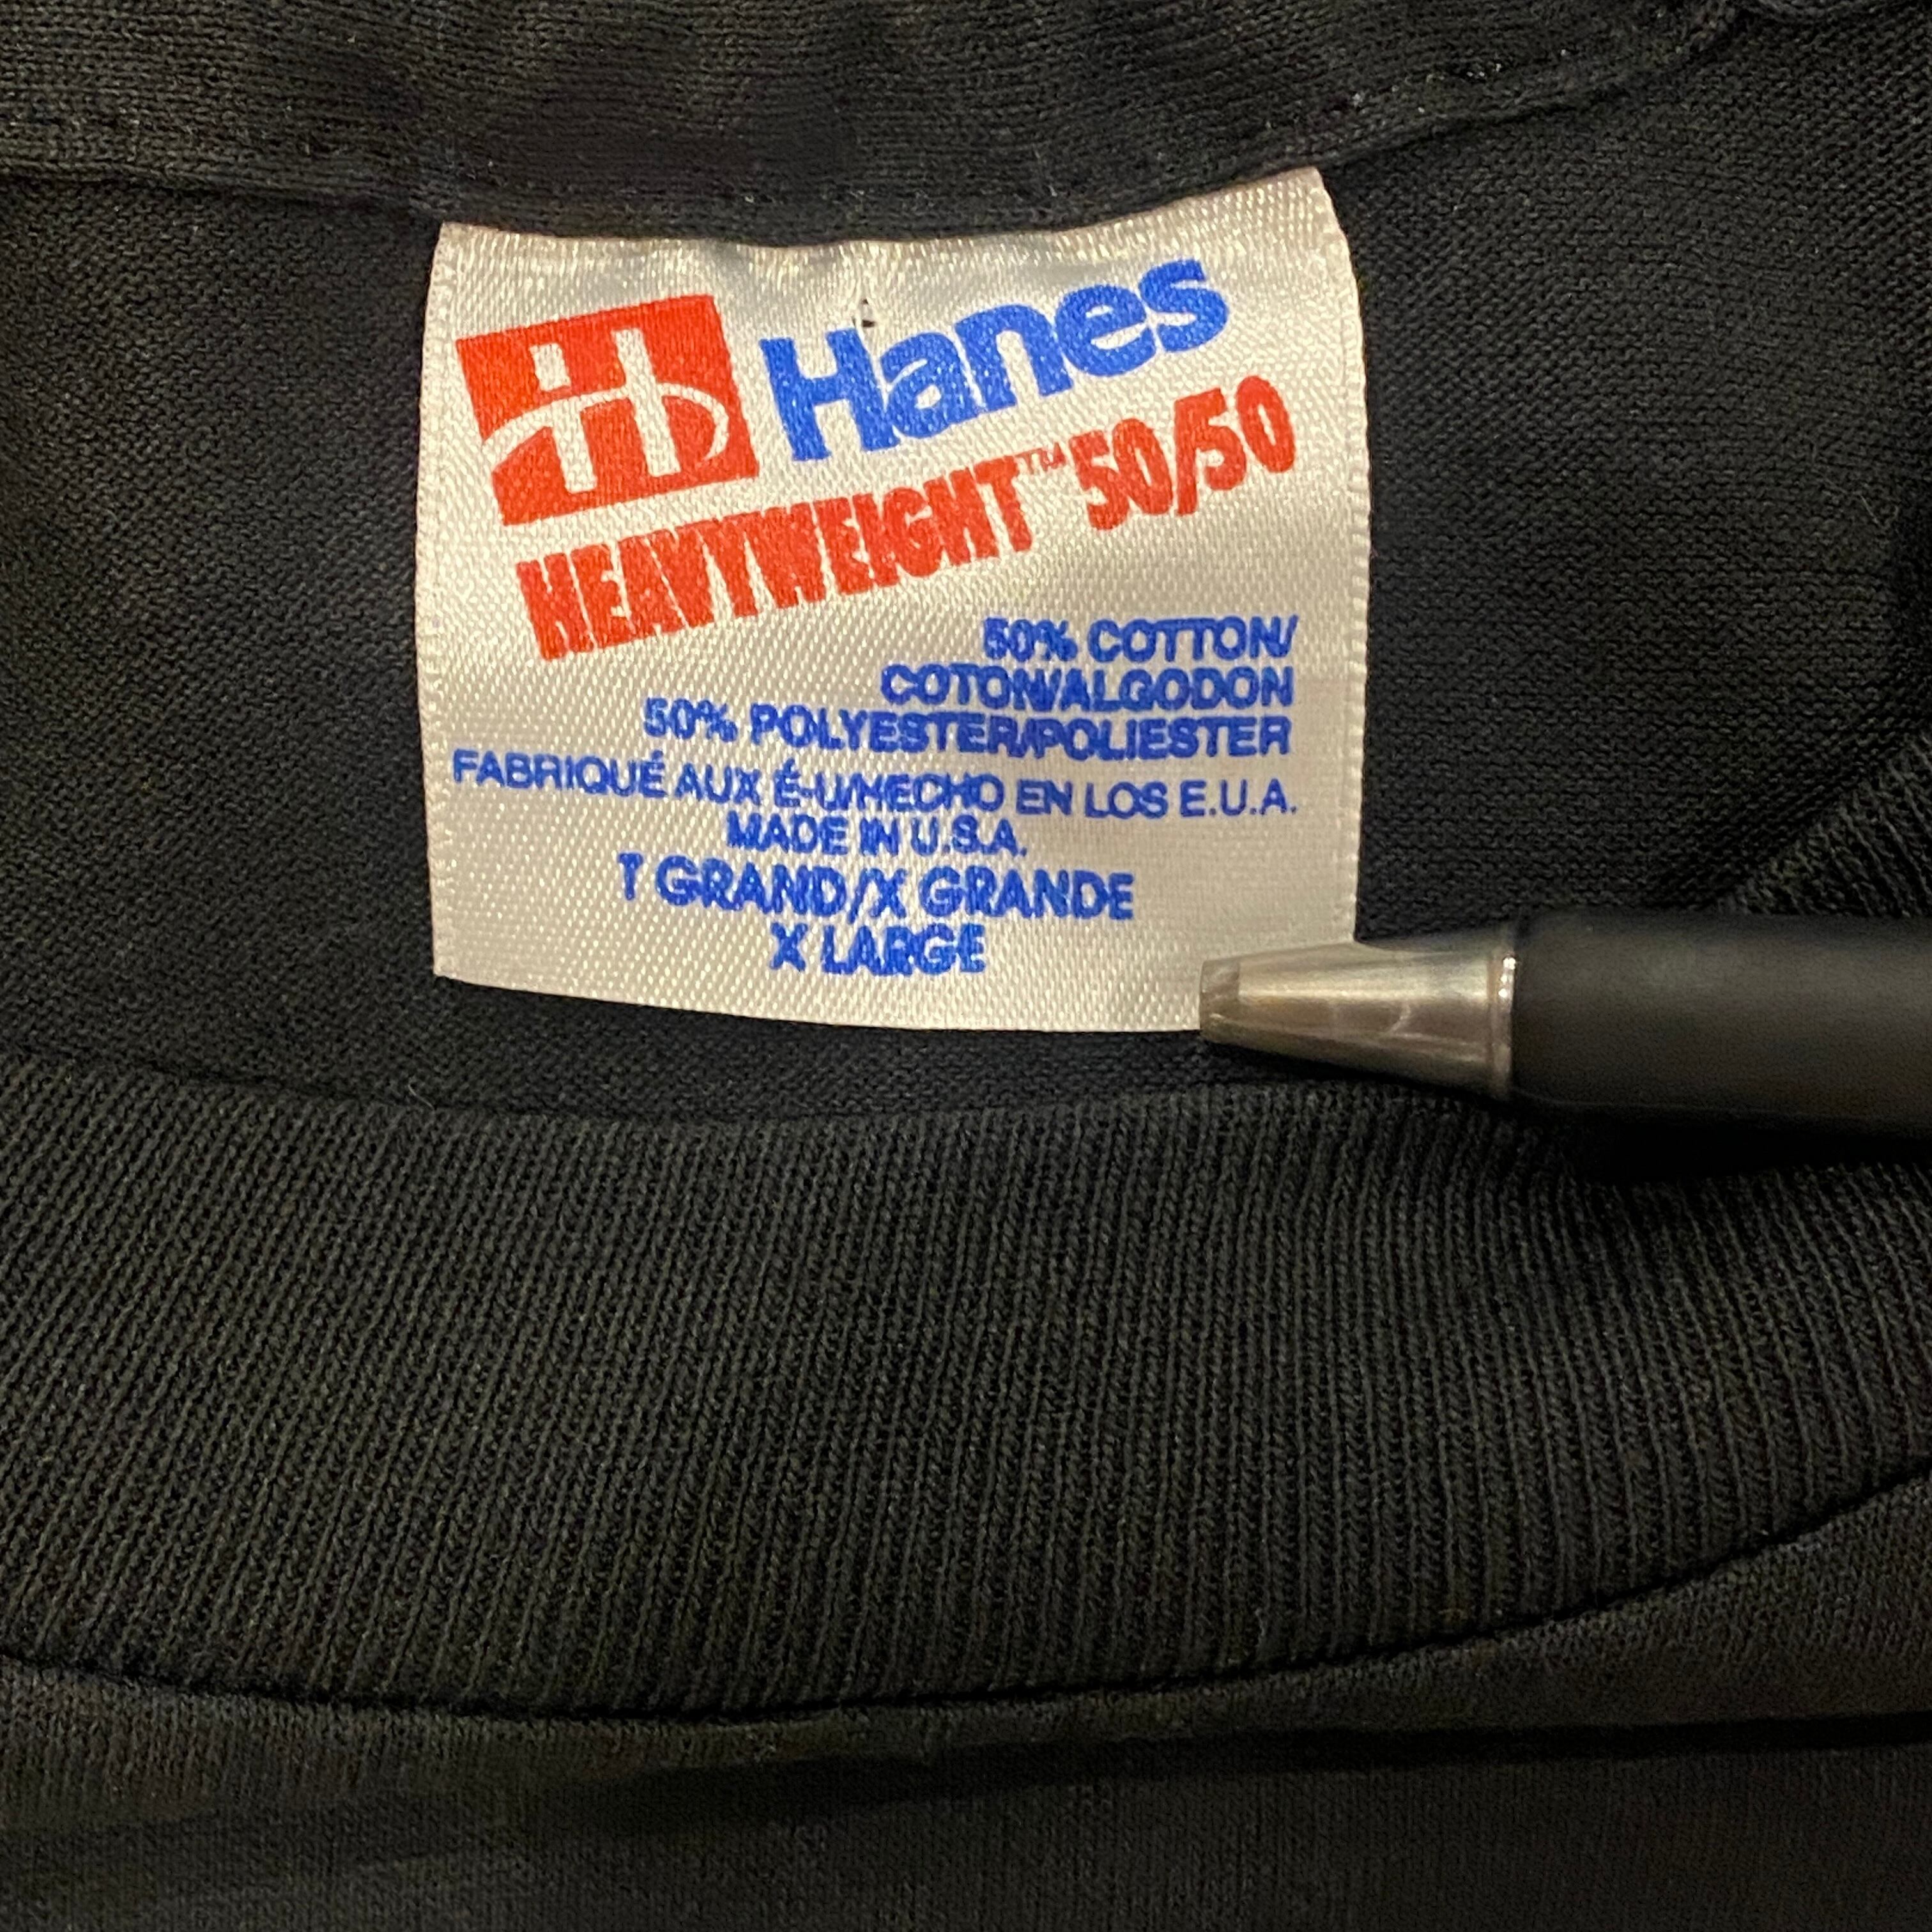 H Hanes
HEAVYWEIGHT™ 50/50
50% COTTON/
COTON/ALGODON
50% POLYESTER/POLIESTER
FABRIQUÉ AUX É-U/HECHO EN LOS E.U.A.
MADE IN U.S.A.
T GRAND/X GRANDE
X LARGE